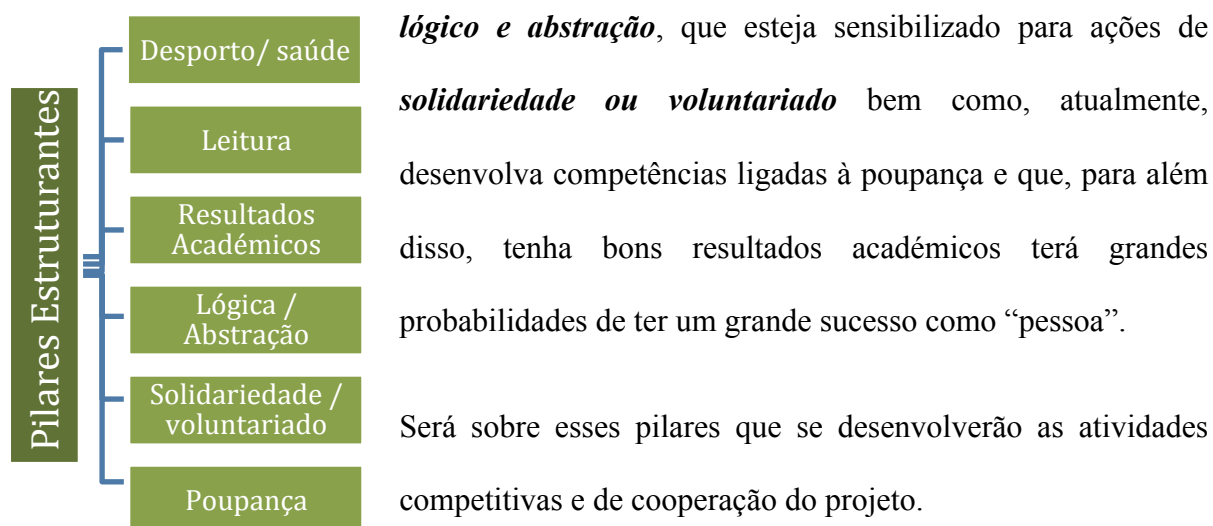 Pilares Estruturantes
Desporto/ saúde
Leitura
Resultados
Académicos
Lógica /
Abstração
Solidariedade /
voluntariado
Poupança
lógico e abstração, que esteja sensibilizado para ações de
solidariedade ou voluntariado bem como, atualmente,
desenvolva competências ligadas à poupança e que, para além
disso, tenha bons resultados académicos terá grandes
probabilidades de ter um grande sucesso como “pessoa”.
Será sobre esses pilares que se desenvolverão as atividades
competitivas e de cooperação do projeto.